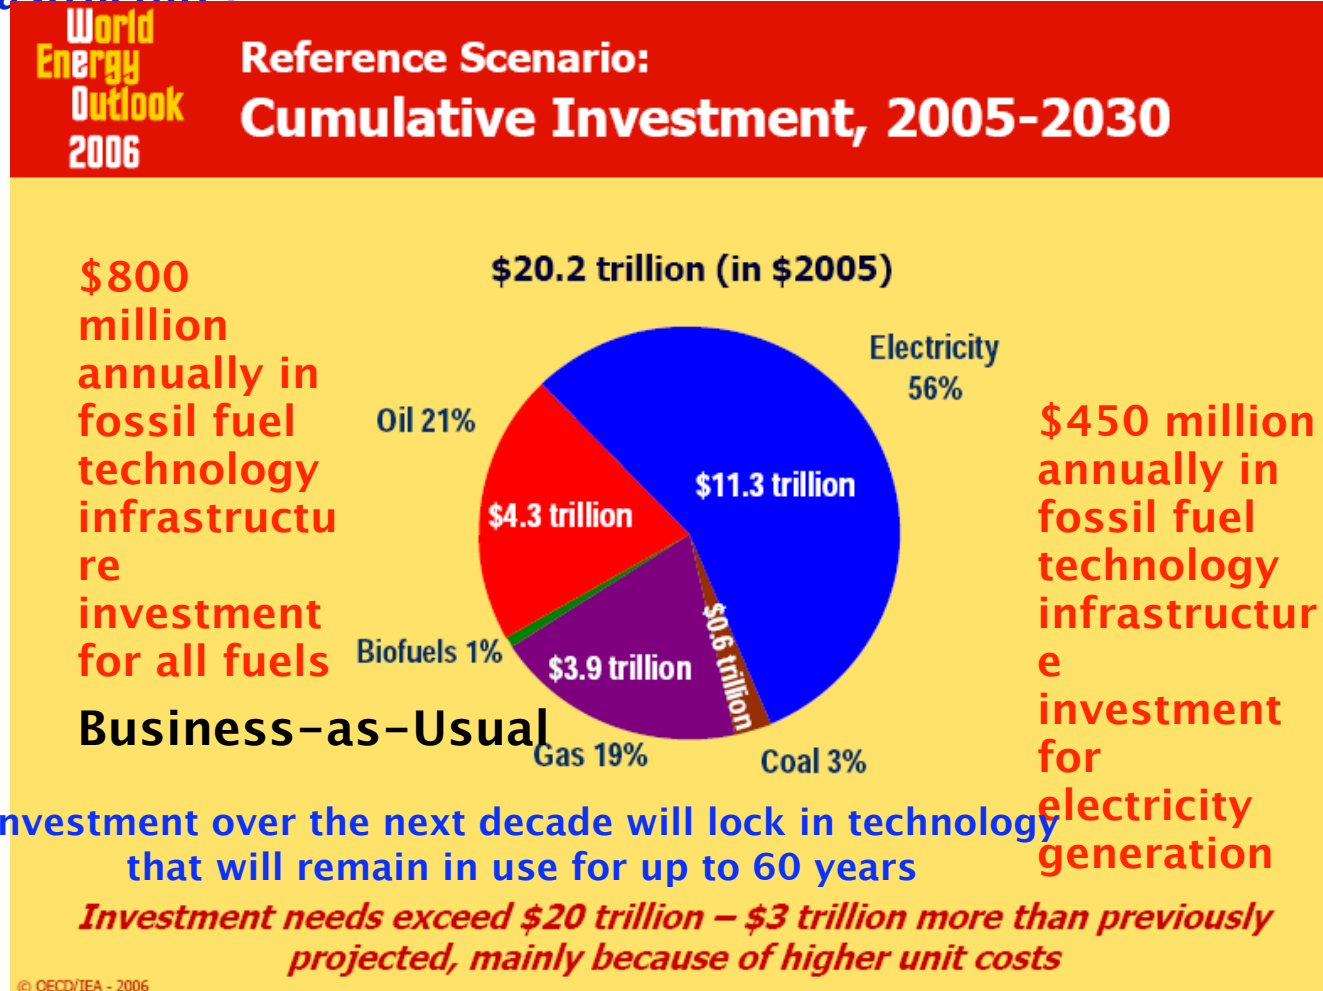 World
Energy
Outlook
2006
Reference Scenario:
Cumulative Investment, 2005-2030
$800
million
annually in
fossil fuel
technology
infrastructu
re
investment
for all fuels
Business-as-Usual
$20.2 trillion (in $2005)
Electricity
56%
Oil 21%
$11.3 trillion
$4.3 trillion
Biofuels 1%
$3.9 trillion
$0.6 trillion
Gas 19%
Coal 3%
$450 million
annually in
fossil fuel
technology
infrastructur
e
investment
for
electricity
generation
nvestment over the next decade will lock in technology
that will remain in use for up to 60 years
Investment needs exceed $20 trillion – $3 trillion more than previously
projected, mainly because of higher unit costs
© OECD/IEA - 2006